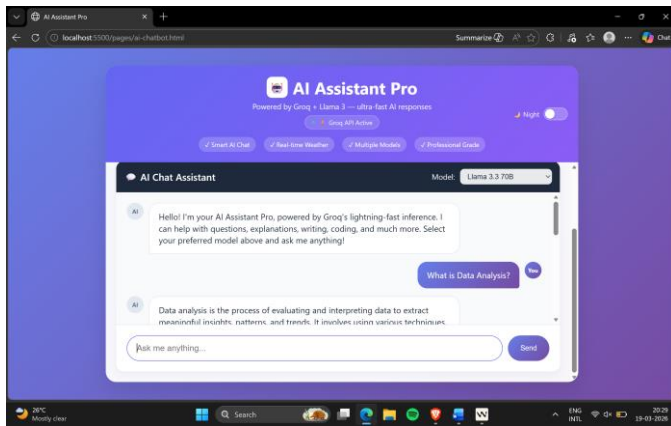 AI Assistant Pro
localhost:5500/pages/ai-chatbot.html
Summarize
Chat
AI Assistant Pro
Powered by Groq + Llama 3 — ultra-fast AI responses
Groq API Active
Night
✓ Smart AI Chat
✓ Real-time Weather
✓ Multiple Models
✓ Professional Grade
AI Chat Assistant
Model:
Llama 3.3 70B
AI
Hello! I'm your AI Assistant Pro, powered by Groq's lightning-fast inference. I
can help with questions, explanations, writing, coding, and much more. Select
your preferred model above and ask me anything!
What is Data Analysis?
You
AI
Data analysis is the process of evaluating and interpreting data to extract
meaningful insights, patterns, and trends. It involves using various techniques
Ask me anything...
Send
26°C
Mostly clear
Search
ENG
INTL
20:29
19-03-2026